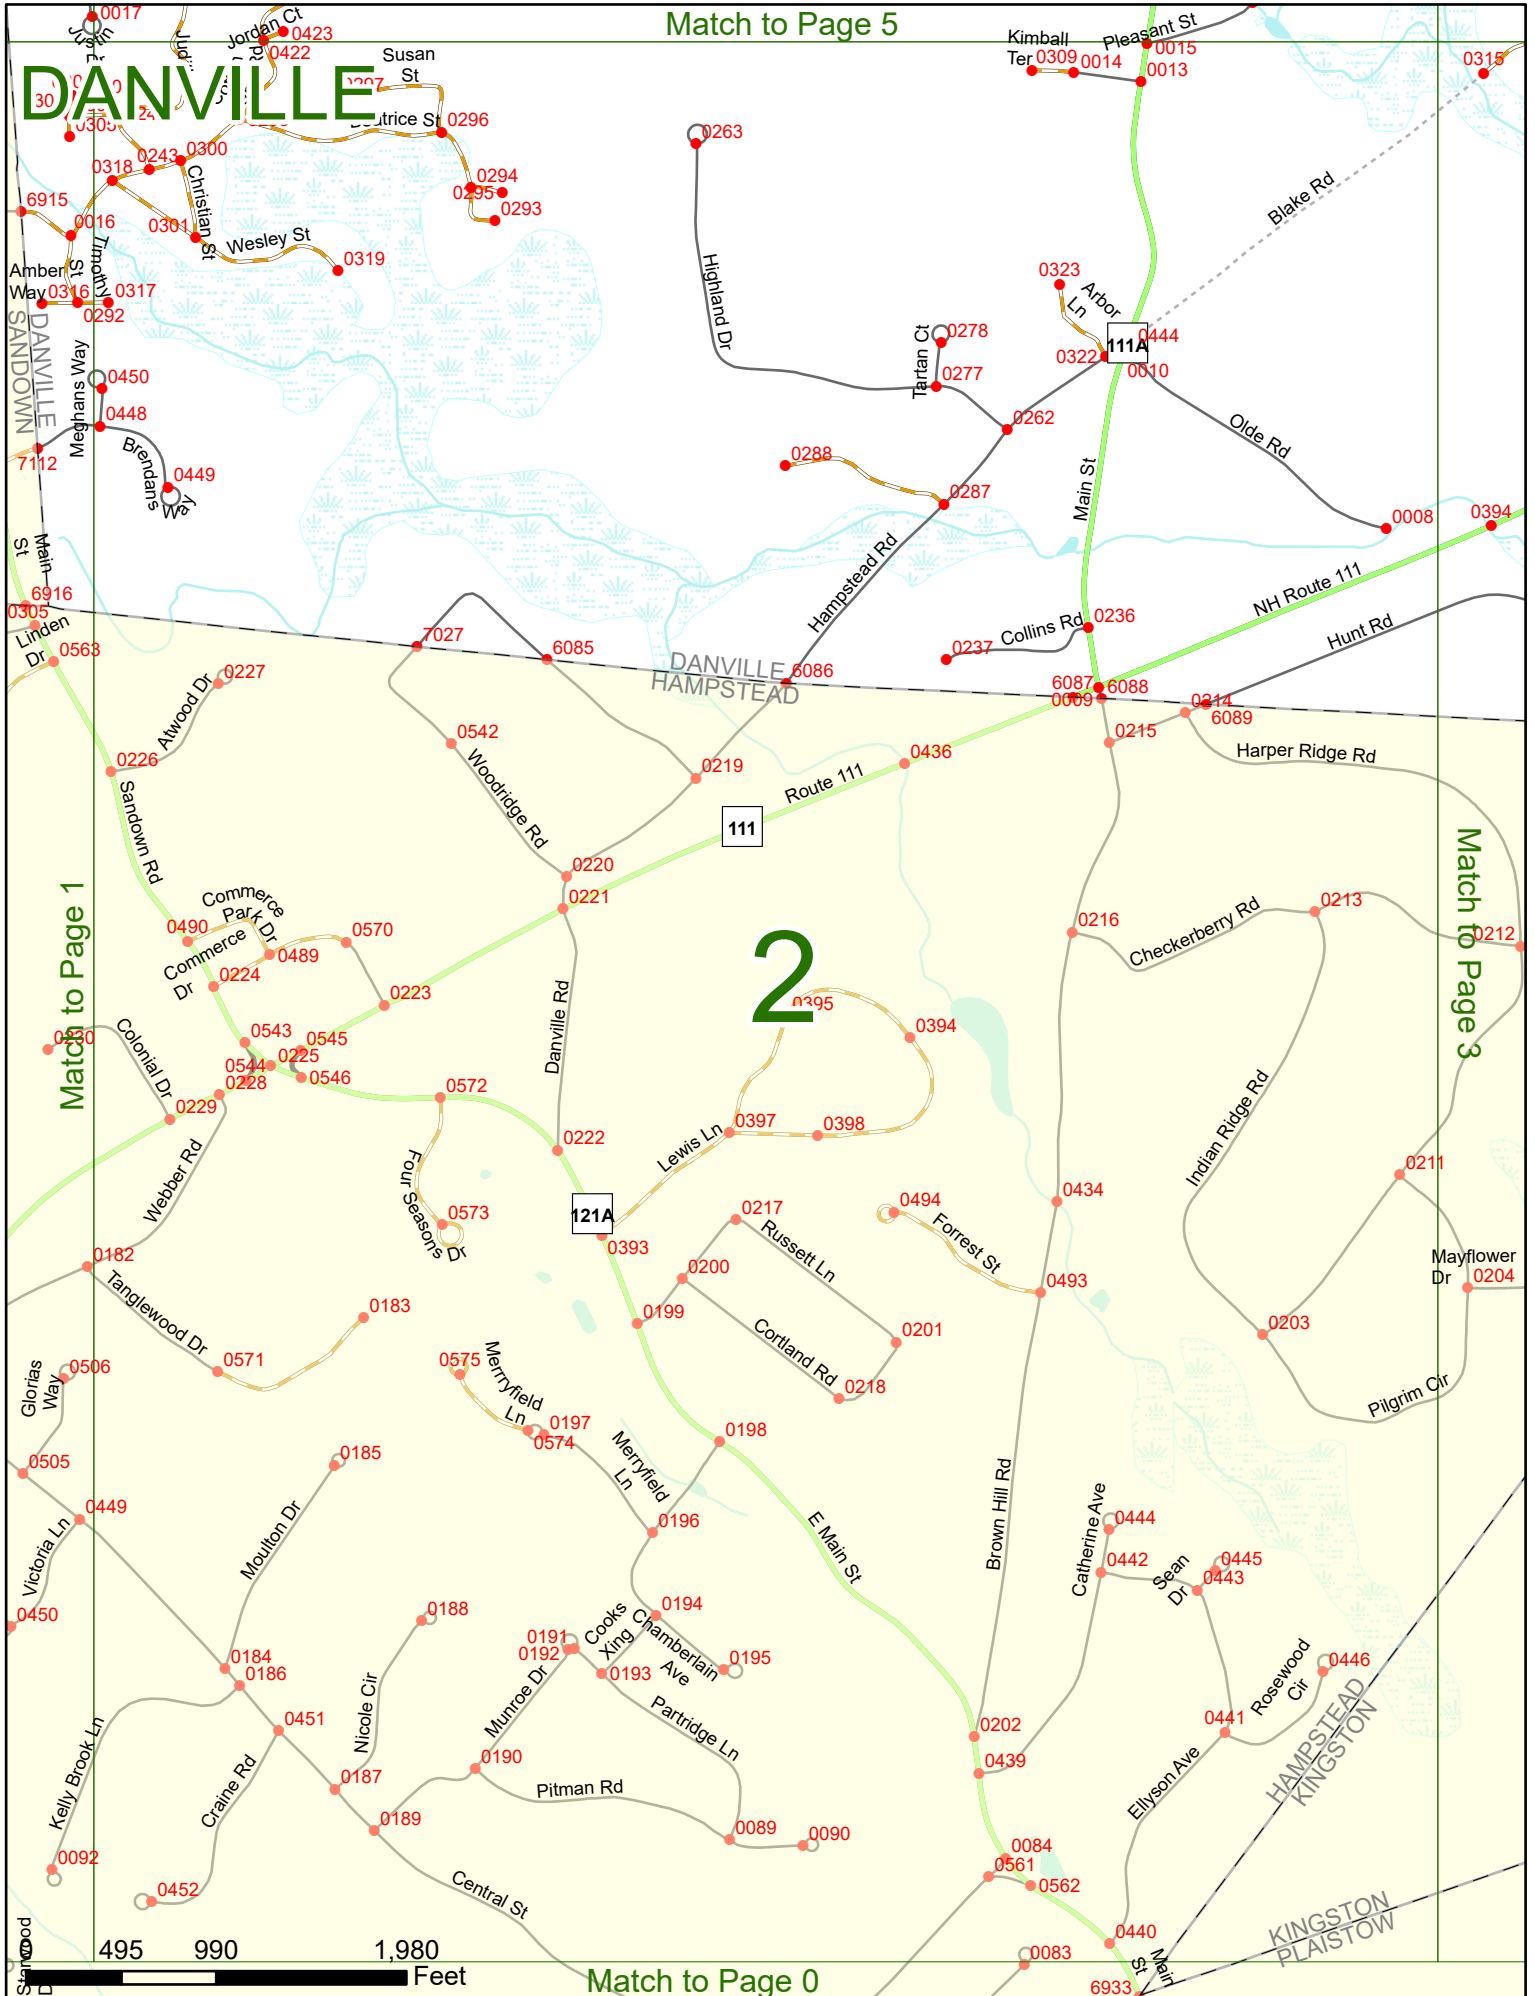 Match to Page 5
DANVILLE
0017
Jordan Ct
0423
0422
Susan
St
Kimball
Ter
0309
0014
Pleasant St
0015
0013
0315
0296
0263
0318
0243
0300
Christian St
0294
0295
0293
6915
0016
0301
Wesley St
0319
Blake Rd
Timothy
St
Amber
Way
0316
0317
0292
Highland Dr
0323
Arbor
Ln
0444
111A
0322
0010
SANDOWN
DANVILLE
Meghans Way
0450
0448
Tartan Ct
0278
0277
0262
Olde Rd
7112
Brendans
Way
0449
0288
0287
Main St
0008
0394
Main
St
Hampstead Rd
NH Route 111
6916
0305
Linden
Dr
0563
7027
6085
0237
Collins Rd
0236
Hunt Rd
Atwood Dr
0227
DANVILLE
HAMPSTEAD
6086
6087
6088
0009
0214
6089
0226
0542
0219
0436
0215
Harper Ridge Rd
Sandown Rd
Woodridge Rd
Route 111
111
0220
0221
Match to Page 1
Match to Page 3
Commerce
Park Dr
0490
0570
0489
Commerce
Dr
0224
0223
2
0216
Checkerberry Rd
0213
0212
0395
0394
0230
Colonial Dr
0543
0545
0225
0544
0546
0228
0229
Danville Rd
0572
0397
0398
Lewis Ln
Indian Ridge Rd
0222
Webber Rd
Four Seasons
Dr
0573
121A
0393
0217
Russett Ln
0494
Forrest St
0434
0211
0182
Tanglewood Dr
0183
0200
0199
0493
Mayflower
Dr
0204
0571
0201
Cortland Rd
0218
0203
Glorias
Way
0506
0575
Merrryfield
Ln
0197
0574
Pilgrim Cir
0505
0185
Merryfield
Ln
0198
0449
Victoria Ln
Moulton Dr
0196
E Main St
Brown Hill Rd
Catherine Ave
0444
0442
Sean
Dr
0445
0443
0450
0188
0194
Cooks
Xing
Chamberlain
Ave
0191
0192
0193
0195
0184
0186
Rosewood
Cir
0446
0451
Nicole Cir
Munroe Dr
Partridge Ln
0202
0441
HAMPSTEAD
KINGSTON
Kelly Brook Ln
Craine Rd
0190
Pitman Rd
0439
0187
Ellyson Ave
0189
0089
0090
0084
0561
0092
0452
0562
Central St
KINGSTON
PLAISTOW
0440
0083
Main
St
6933
0
495
990
1,980
Feet
Match to Page 0